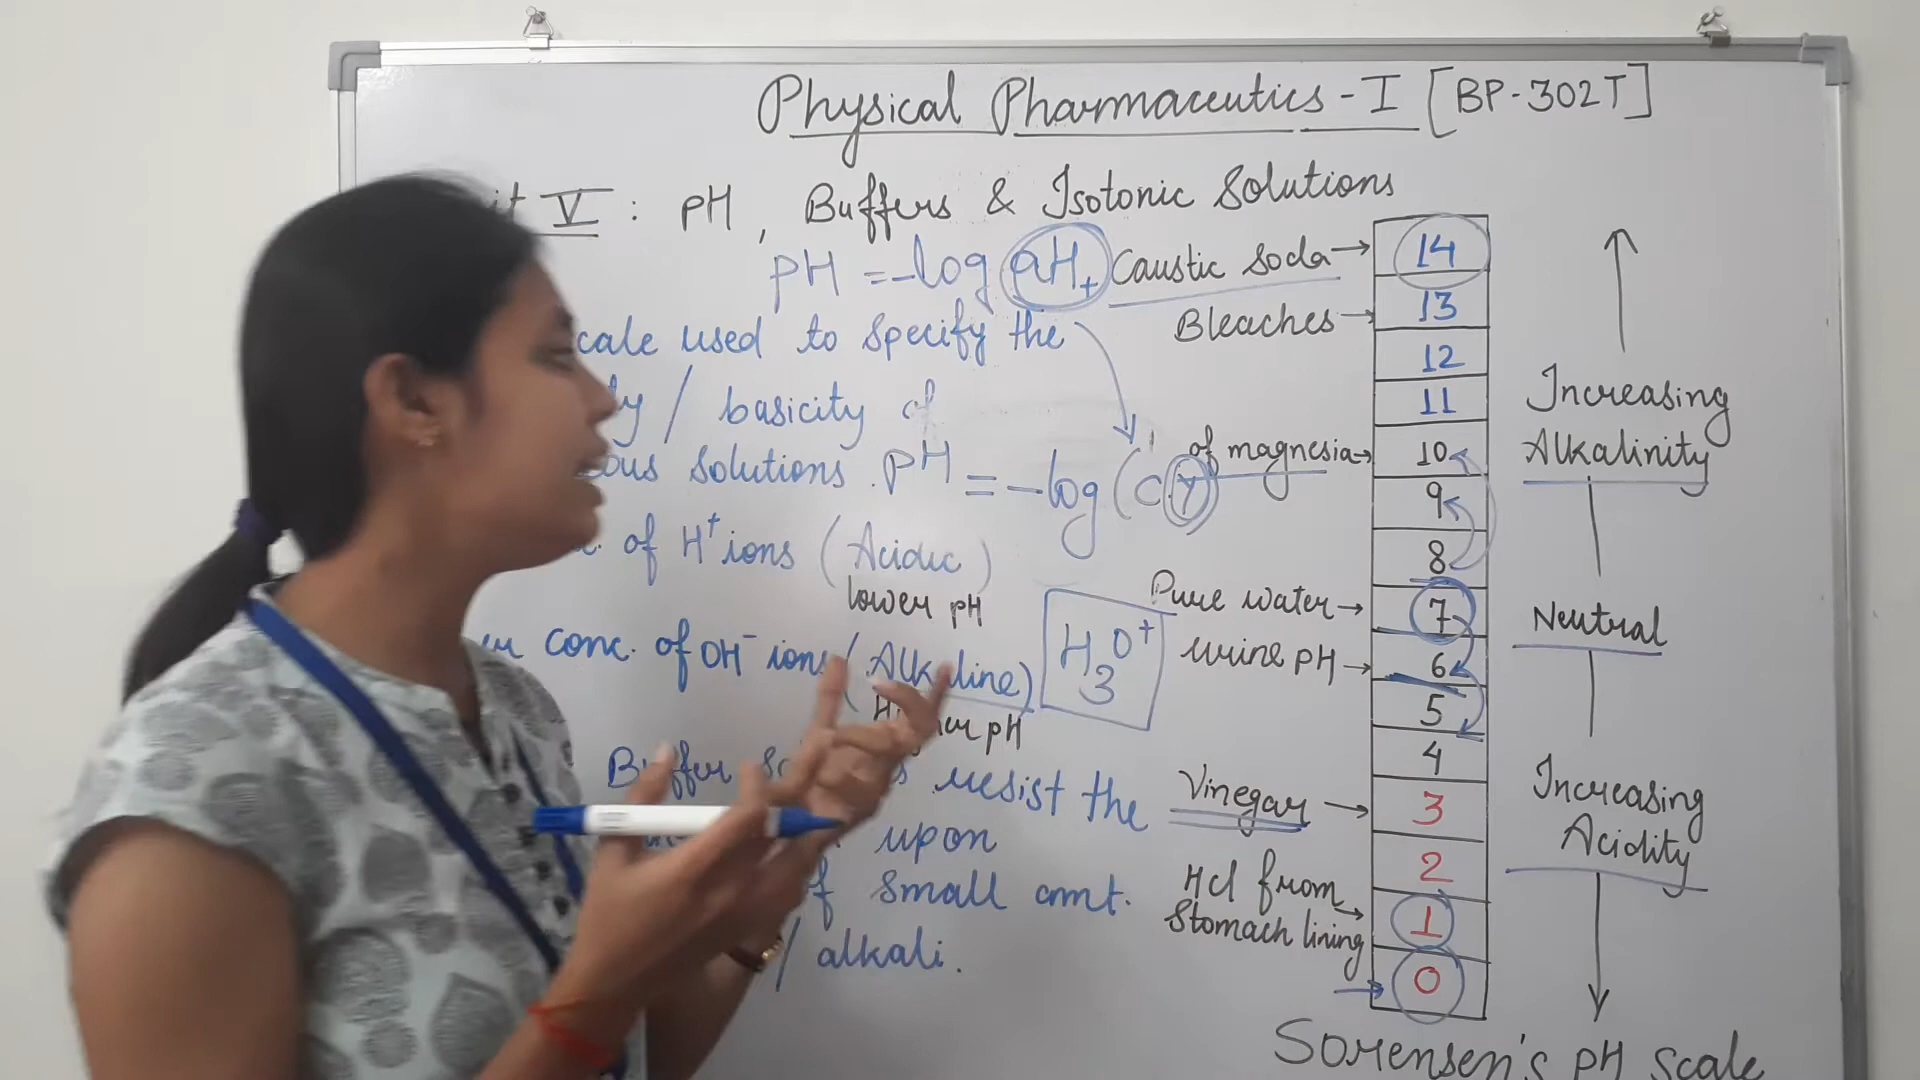 Physical Pharmaceutics - I [BP-302T]
V : pH, Buffers & Isotonic Solutions
pH = -log aH+
cale used to specify the
/ basicity of
ous solutions.
pH = -log (c γ
of H+ ions (Acidic)
lower pH
conc. of OH- ions (Alkaline)
pH
H3O+
Buffer resist the
upon
small amt.
/ alkali.
Caustic soda → 14
Bleaches → 13
12
11
of magnesia → 10
9
8
Pure water → 7
Urine pH → 6
5
4
Vinegar → 3
2
HCl from
Stomach lining → 1
0
Increasing
Alkalinity
Neutral
Increasing
Acidity
Sorensen's pH scale